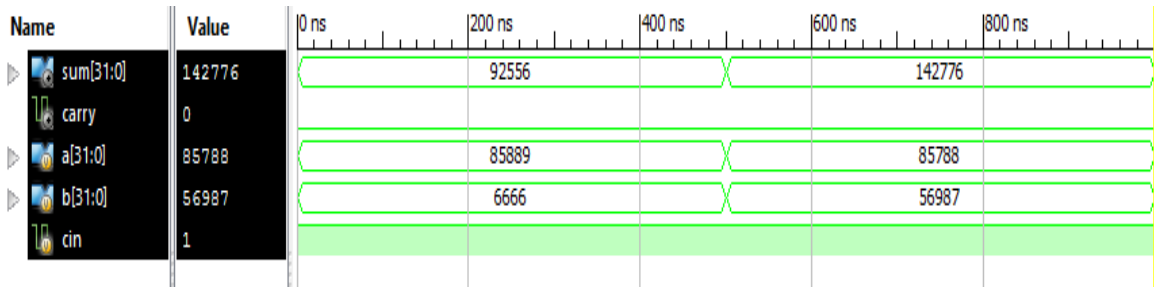 Name Value 0 ns 200 ns 400 ns 600 ns 800 ns
sum[31:0] 142776 92556 142776
carry 0
a[31:0] 85788 85889 85788
b[31:0] 56987 6666 56987
cin 1